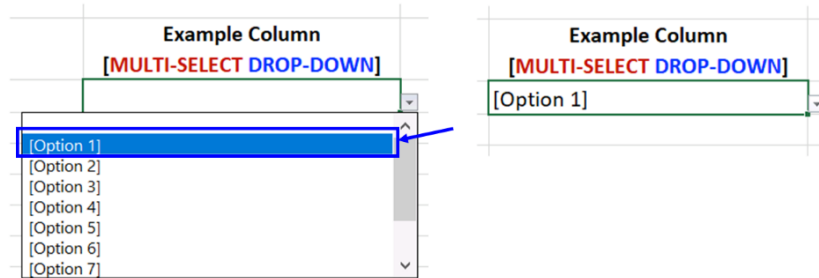 Example Column
[MULTI-SELECT DROP-DOWN]
[Option 1]
[Option 2]
[Option 3]
[Option 4]
[Option 5]
[Option 6]
[Option 7]
Example Column
[MULTI-SELECT DROP-DOWN]
[Option 1]